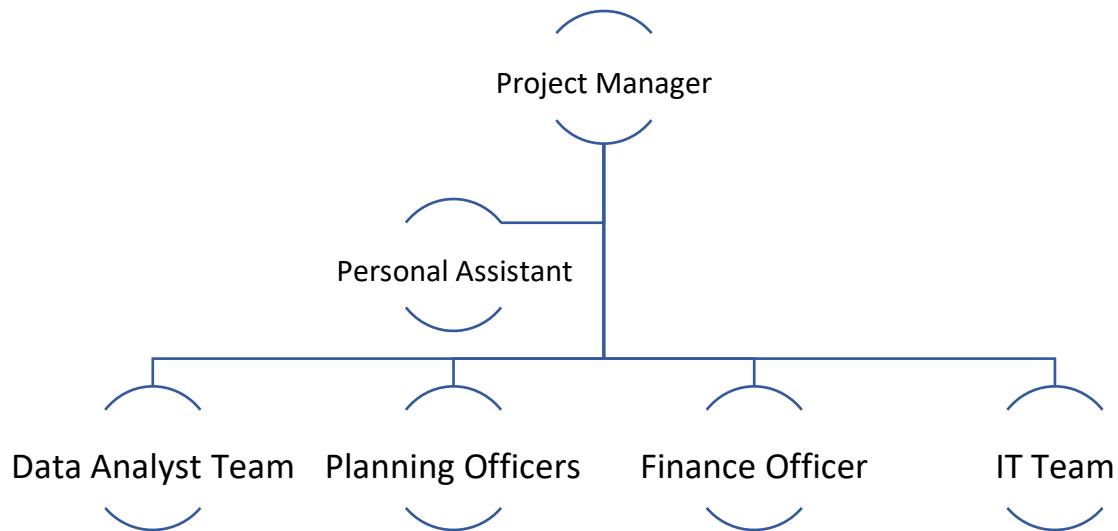 Project Manager
Personal Assistant
Data Analyst Team
Planning Officers
Finance Officer
IT Team